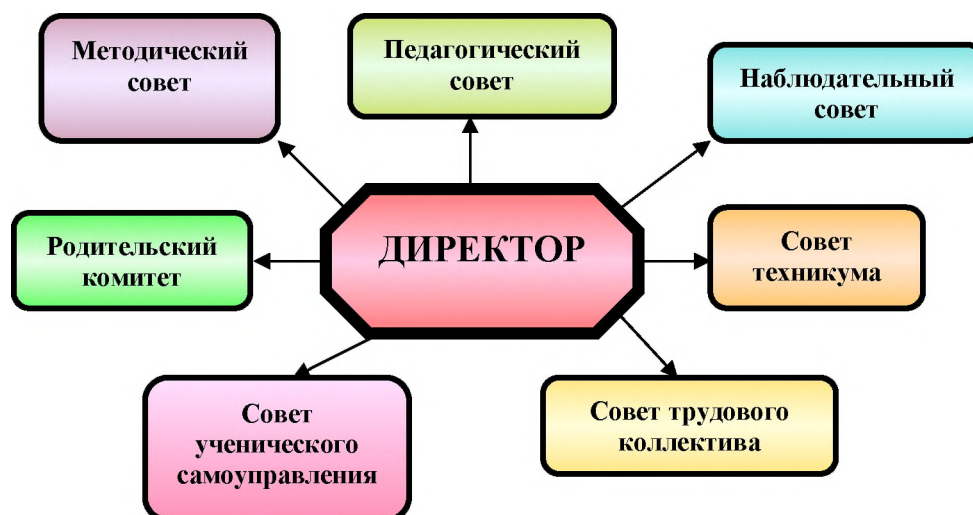 Методический
совет
Педагогический
совет
Наблюдательный
совет
Родительский
комитет
ДИРЕКТОР
Совет
техникума
Совет
ученического
самоуправления
Совет трудового
коллектива